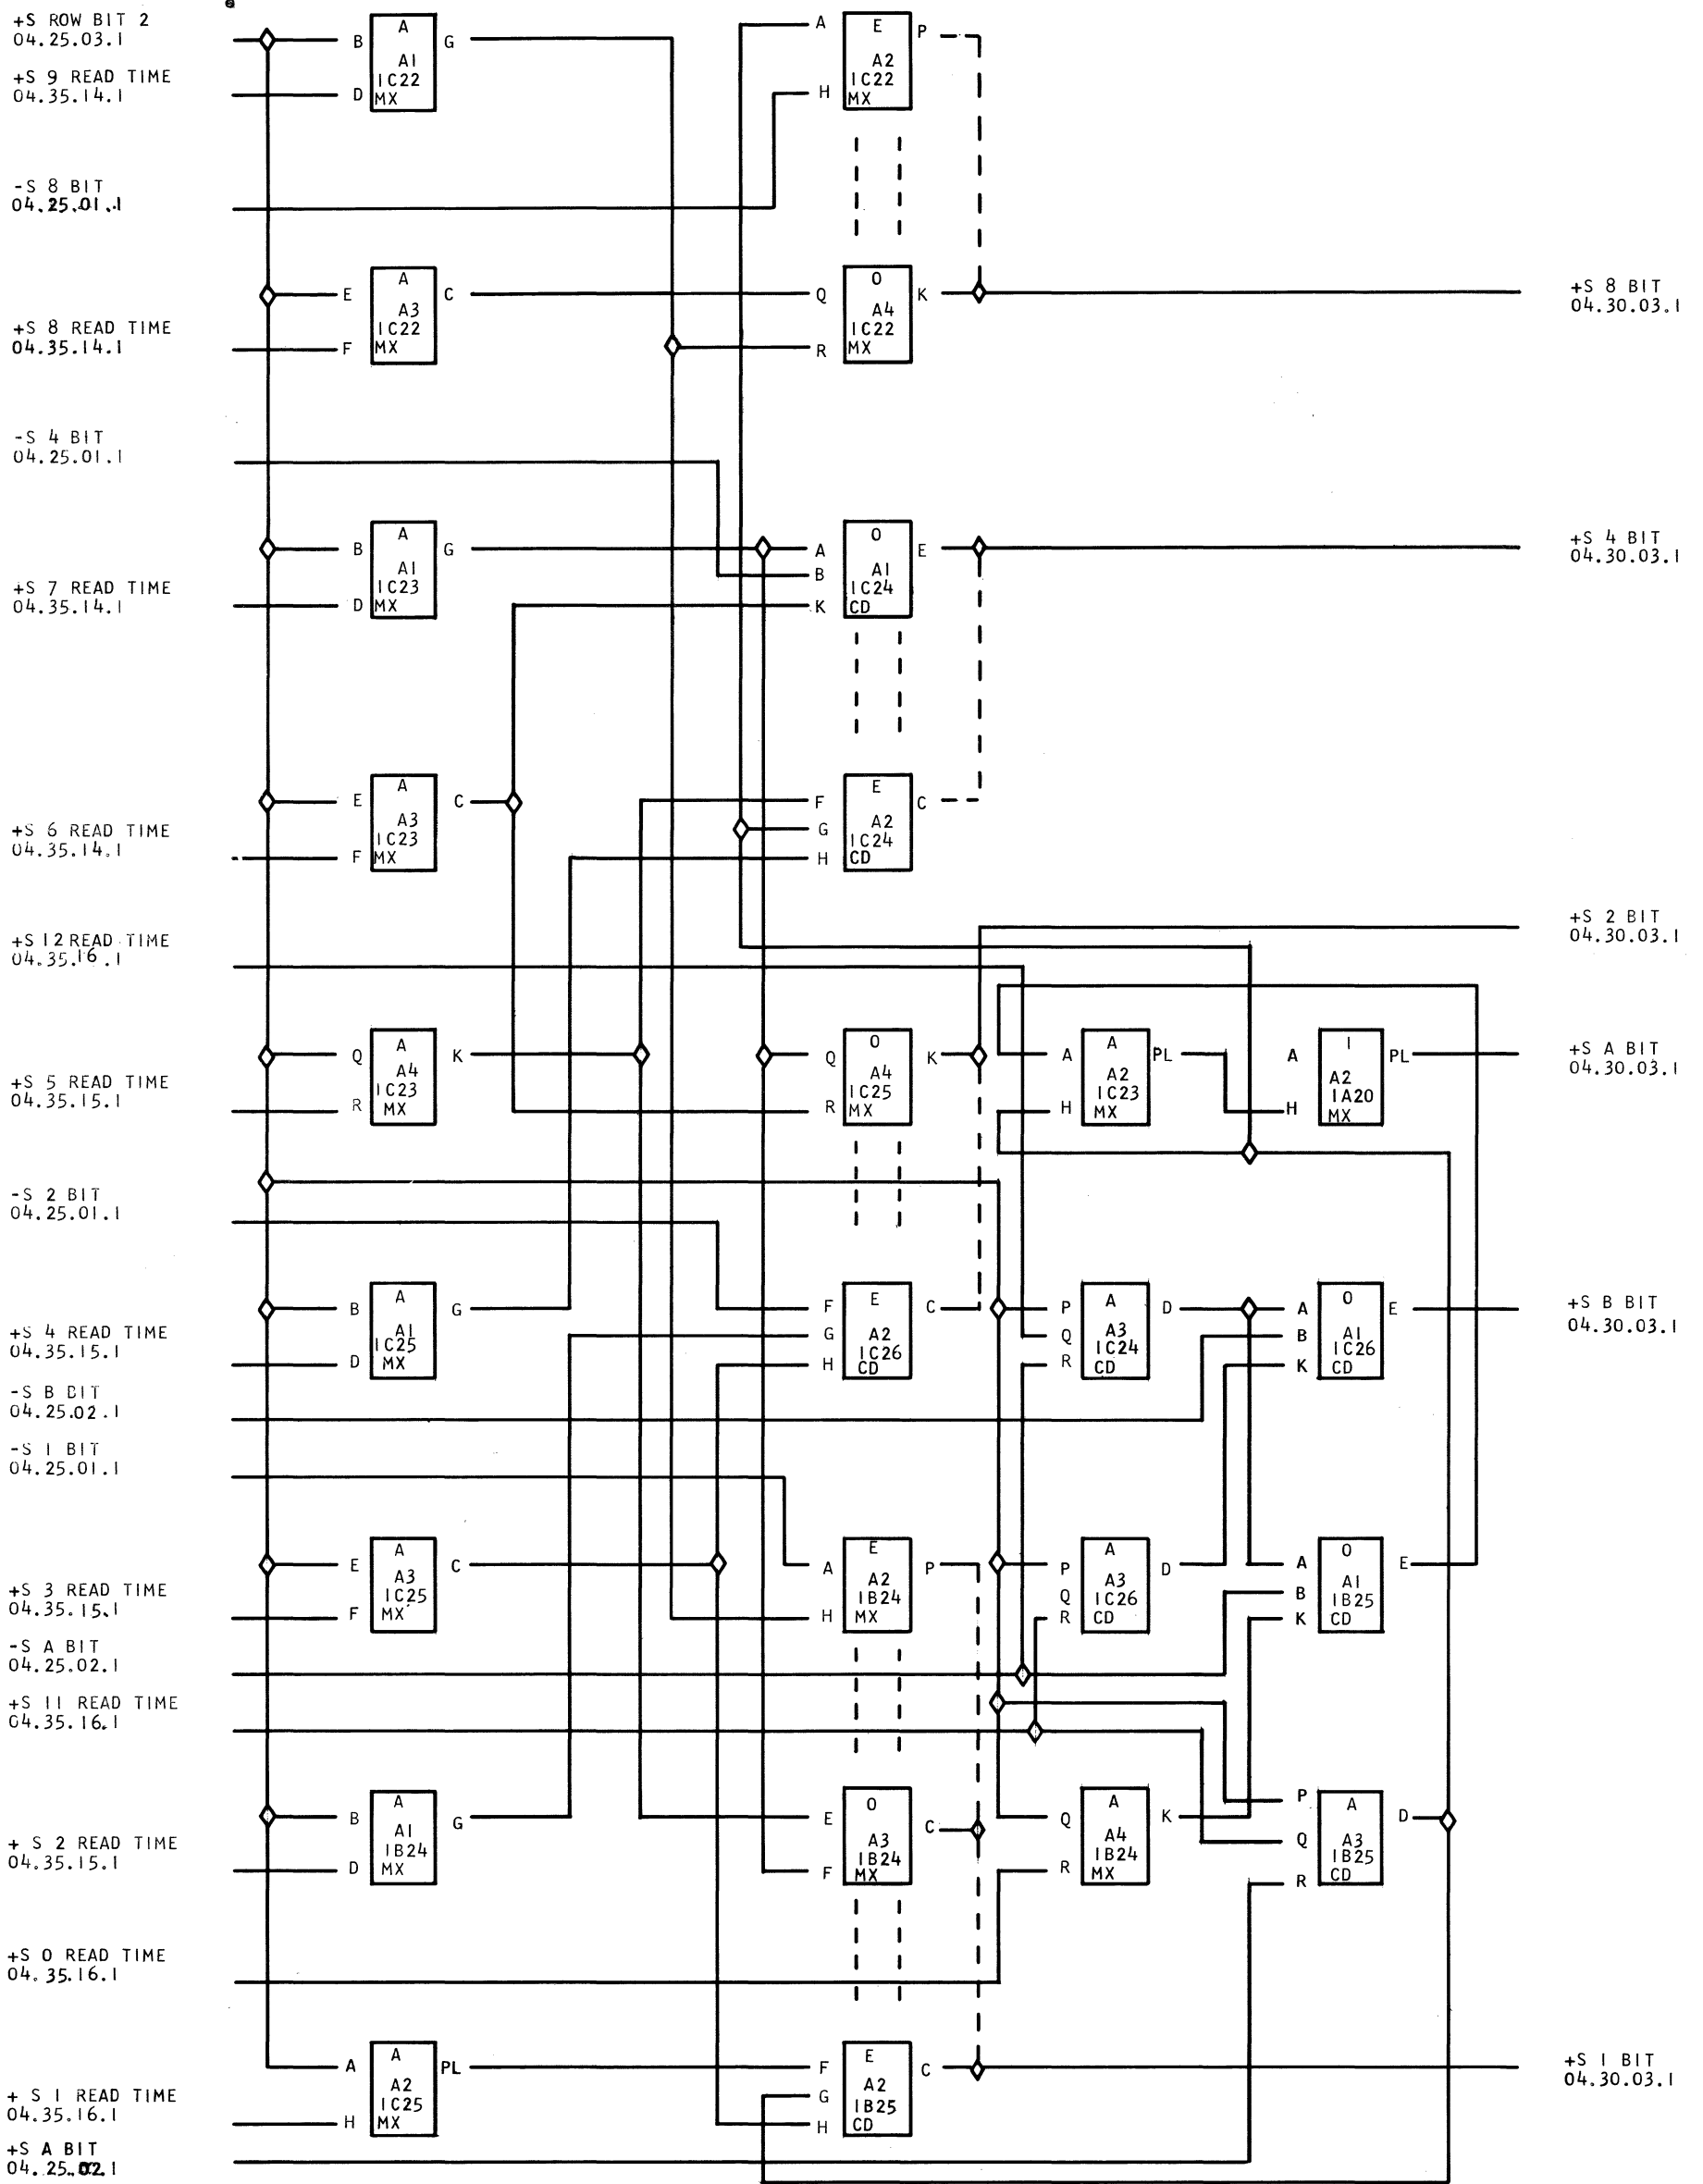 +S ROW BIT 2
04.25.03.1
+S 9 READ TIME
04.35.14.1
B
D
A
A1
1C22
MX
G
A
H
E
A2
1C22
MX
P
-S 8 BIT
04.25.01.1
+S 8 READ TIME
04.35.14.1
E
F
A
A3
1C22
MX
C
Q
R
O
A4
1C22
MX
K
+S 8 BIT
04.30.03.1
-S 4 BIT
04.25.01.1
+S 7 READ TIME
04.35.14.1
B
D
A
A1
1C23
MX
G
A
B
K
O
A1
1C24
CD
E
+S 4 BIT
04.30.03.1
+S 6 READ TIME
04.35.14.1
E
F
A
A3
1C23
MX
C
F
G
H
E
A2
1C24
CD
C
+S 2 BIT
04.30.03.1
+S 12 READ TIME
04.35.16.1
+S 5 READ TIME
04.35.15.1
Q
R
A
A4
1C23
MX
K
Q
R
O
A4
1C25
MX
K
A
H
A
A2
1C23
MX
PL
A
H
I
A2
1A20
MX
PL
+S A BIT
04.30.03.1
-S 2 BIT
04.25.01.1
+S 4 READ TIME
04.35.15.1
B
D
A
A1
1C25
MX
G
F
G
H
E
A2
1C26
CD
C
P
Q
R
A
A3
1C24
CD
D
A
B
K
O
A1
1C26
CD
E
+S B BIT
04.30.03.1
-S B BIT
04.25.02.1
-S 1 BIT
04.25.01.1
+S 3 READ TIME
04.35.15.1
E
F
A
A3
1C25
MX
C
A
H
E
A2
1B24
MX
P
P
Q
R
A
A3
1C26
CD
D
A
B
K
O
A1
1B25
CD
E
-S A BIT
04.25.02.1
+S 11 READ TIME
04.35.16.1
+ S 2 READ TIME
04.35.15.1
B
D
A
A1
1B24
MX
G
E
F
O
A3
1B24
MX
C
Q
R
A
A4
1B24
MX
K
P
Q
R
A
A3
1B25
CD
D
+S 0 READ TIME
04.35.16.1
+ S 1 READ TIME
04.35.16.1
A
H
A
A2
1C25
MX
PL
F
G
H
E
A2
1B25
CD
C
+S 1 BIT
04.30.03.1
+S A BIT
04.25.02.1